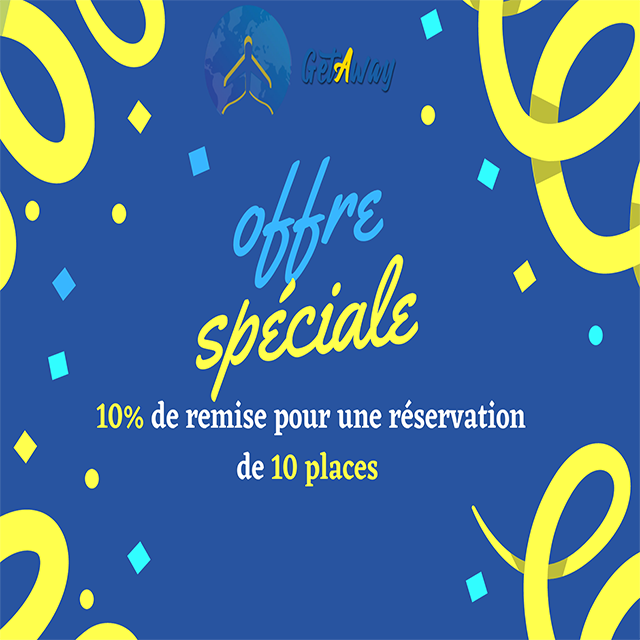 GetAway
offre
spéciale
10% de remise pour une réservation
de 10 places